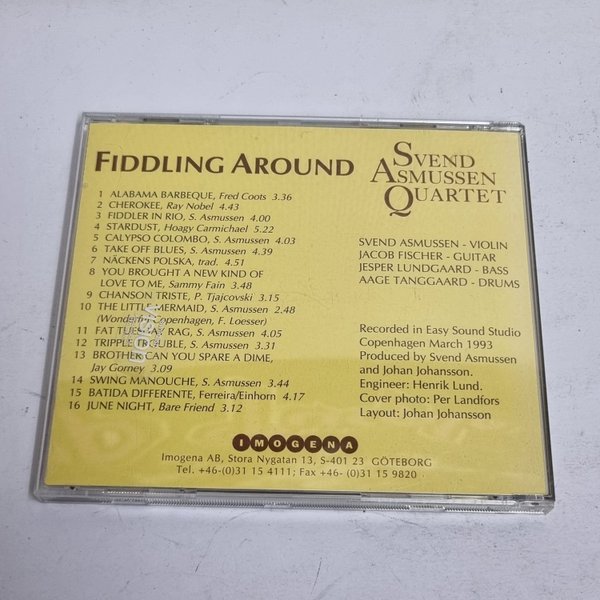 FIDDLING AROUND
SVEND
ASMUSSEN
QUARTET
1 ALABAMA BARBEQUE, Fred Coots 3.36
2 CHEROKEE, Ray Nobel 4.43
3 FIDDLER IN RIO, S. Asmussen 4.00
4 STARDUST, Hoagy Carmichael 5.22
5 CALYPSO COLOMBO, S. Asmussen 4.03
6 TAKE OFF BLUES, S. Asmussen 4.39
7 NÄCKENS POLSKA, trad. 4.51
8 YOU BROUGHT A NEW KIND OF
LOVE TO ME, Sammy Fain 3.48
9 CHANSON TRISTE, P. Tjajcovski 3.15
10 THE LITTLE MERMAID, S. Asmussen 2.48
(Wonderful Copenhagen, F. Loesser)
11 FAT TUESDAY RAG, S. Asmussen 4.05
12 TRIPPLE TROUBLE, S. Asmussen 3.31
13 BROTHER CAN YOU SPARE A DIME,
Jay Gorney 3.09
14 SWING MANOUCHE, S. Asmussen 3.44
15 BATIDA DIFFERENTE, Ferreira/Einhorn 4.17
16 JUNE NIGHT, Bare Friend 3.12
SVEND ASMUSSEN - VIOLIN
JACOB FISCHER - GUITAR
JESPER LUNDGAARD - BASS
AAGE TANGGAARD - DRUMS
Recorded in Easy Sound Studio
Copenhagen March 1993
Produced by Svend Asmussen
and Johan Johansson.
Engineer: Henrik Lund.
Cover photo: Per Landfors
Layout: Johan Johansson
IMOGENA
Imogena AB, Stora Nygatan 13, S-401 23 GÖTEBORG
Tel. +46-(0)31 15 4111; Fax +46- (0)31 15 9820